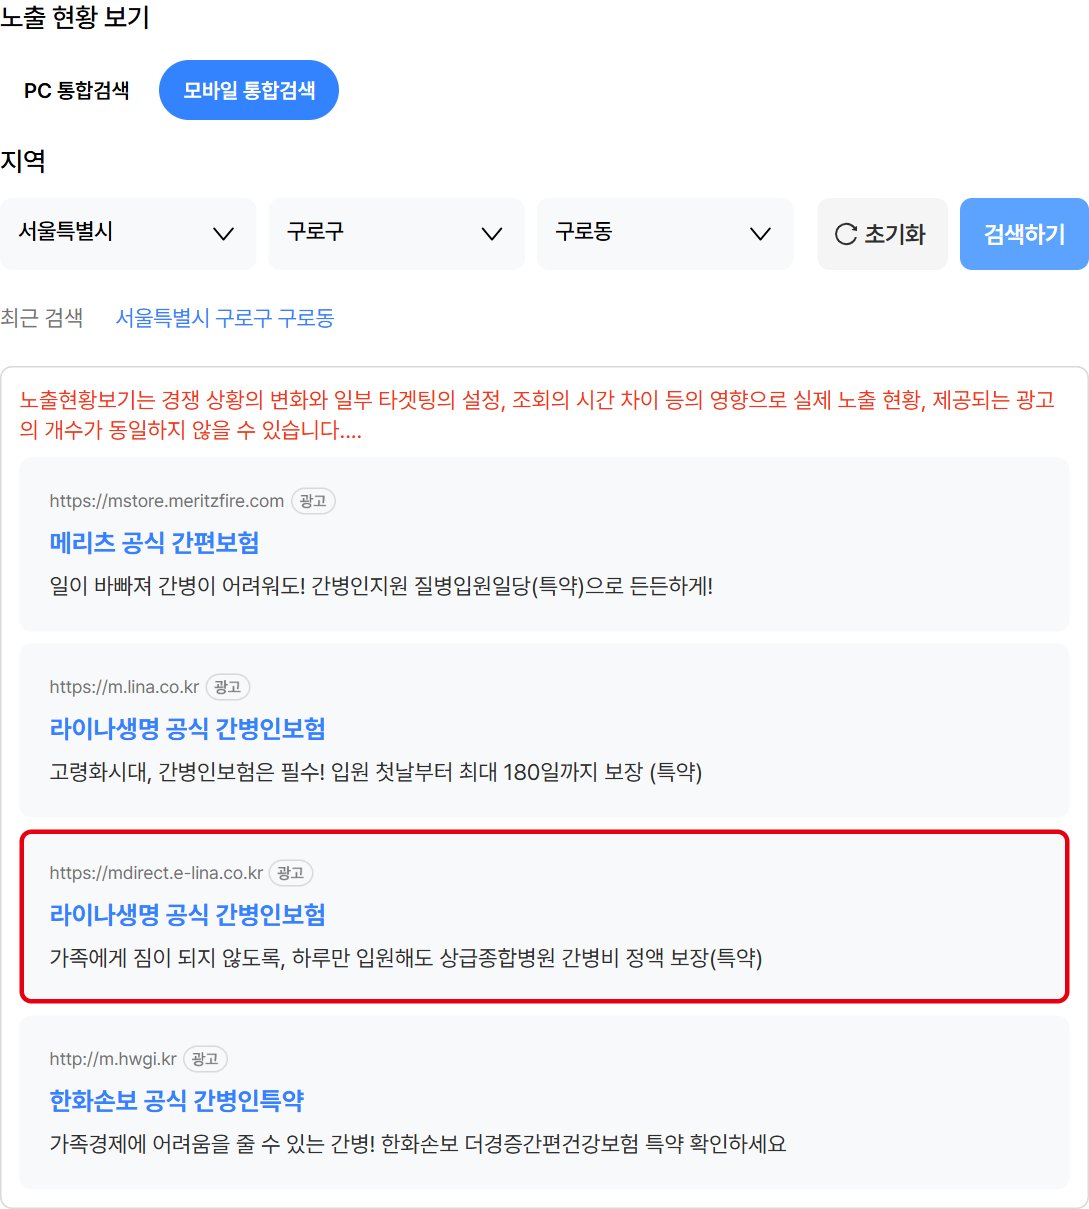 노출 현황 보기
PC 통합검색 모바일 통합검색
지역
서울특별시 구로구 구로동 초기화 검색하기
최근 검색 서울특별시 구로구 구로동
노출현황보기는 경쟁 상황의 변화와 일부 타겟팅의 설정, 조회의 시간 차이 등의 영향으로 실제 노출 현황, 제공되는 광고
의 개수가 동일하지 않을 수 있습니다....
https://mstore.meritzfire.com 광고
메리츠 공식 간편보험
일이 바빠져 간병이 어려워도! 간병인지원 질병입원일당(특약)으로 든든하게!
https://m.lina.co.kr 광고
라이나생명 공식 간병인보험
고령화시대, 간병인보험은 필수! 입원 첫날부터 최대 180일까지 보장 (특약)
https://mdirect.e-lina.co.kr 광고
라이나생명 공식 간병인보험
가족에게 짐이 되지 않도록, 하루만 입원해도 상급종합병원 간병비 정액 보장(특약)
http://m.hwgi.kr 광고
한화손보 공식 간병인특약
가족경제에 어려움을 줄 수 있는 간병! 한화손보 더경증간편건강보험 특약 확인하세요